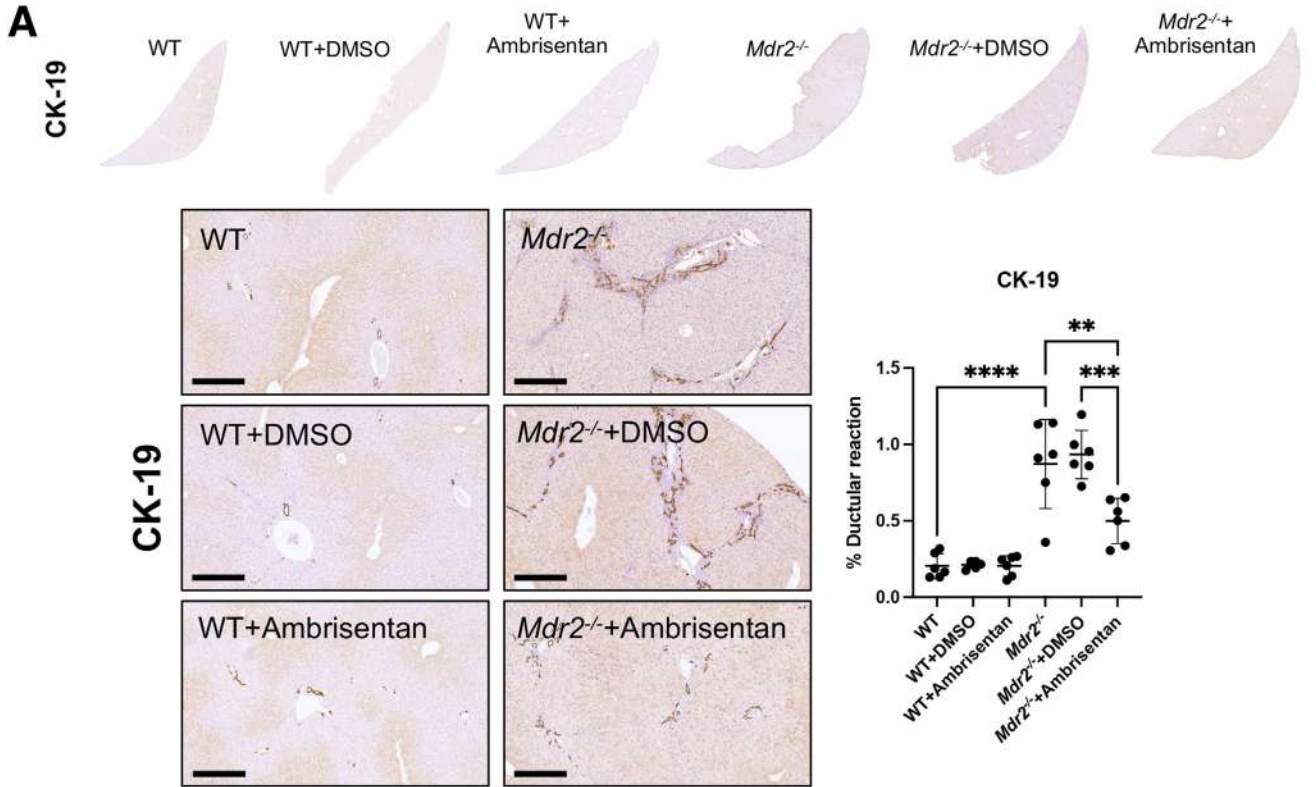 A
CK-19
WT
WT+DMSO
WT+
Ambrisentan
Mdr2-/-
Mdr2-/-+DMSO
Mdr2-/-+
Ambrisentan
CK-19
WT
Mdr2-/-
WT+DMSO
Mdr2-/-+DMSO
WT+Ambrisentan
Mdr2-/-+Ambrisentan
CK-19
**
****
***
% Ductular reaction
1.5
1.0
0.5
0.0
WT
WT+DMSO
WT+Ambrisentan
Mdr2-/-
Mdr2-/-+DMSO
Mdr2-/-+Ambrisentan